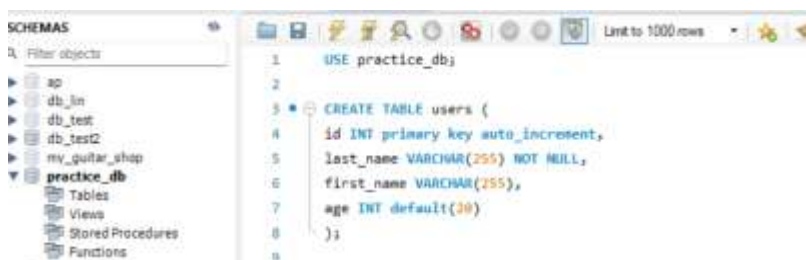 SCHEMAS
Filter objects
ap
db_lin
db_test
db_test2
my_guitar_shop
practice_db
Tables
Views
Stored Procedures
Functions
Limit to 1000 rows
1 USE practice_db;
2
3 CREATE TABLE users (
4 id INT primary key auto_increment,
5 last_name VARCHAR(255) NOT NULL,
6 first_name VARCHAR(255),
7 age INT default(20)
8 );
9